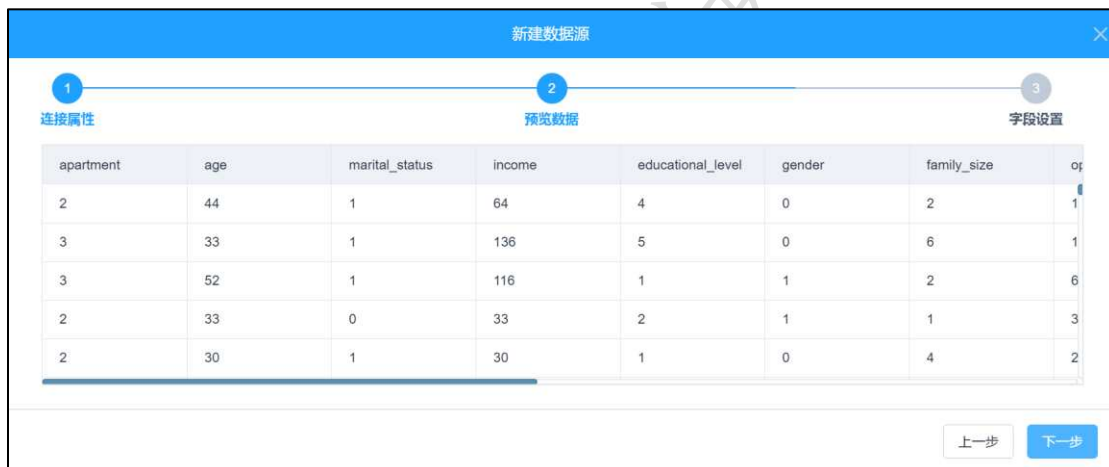 新建数据源
1 2 3
连接属性 预览数据 字段设置
apartment age marital_status income educational_level gender family_size
2 44 1 64 4 0 2 1
3 33 1 136 5 0 6 1
3 52 1 116 1 1 2 6
2 33 0 33 2 1 1 3
2 30 1 30 1 0 4 2
上一步 下一步